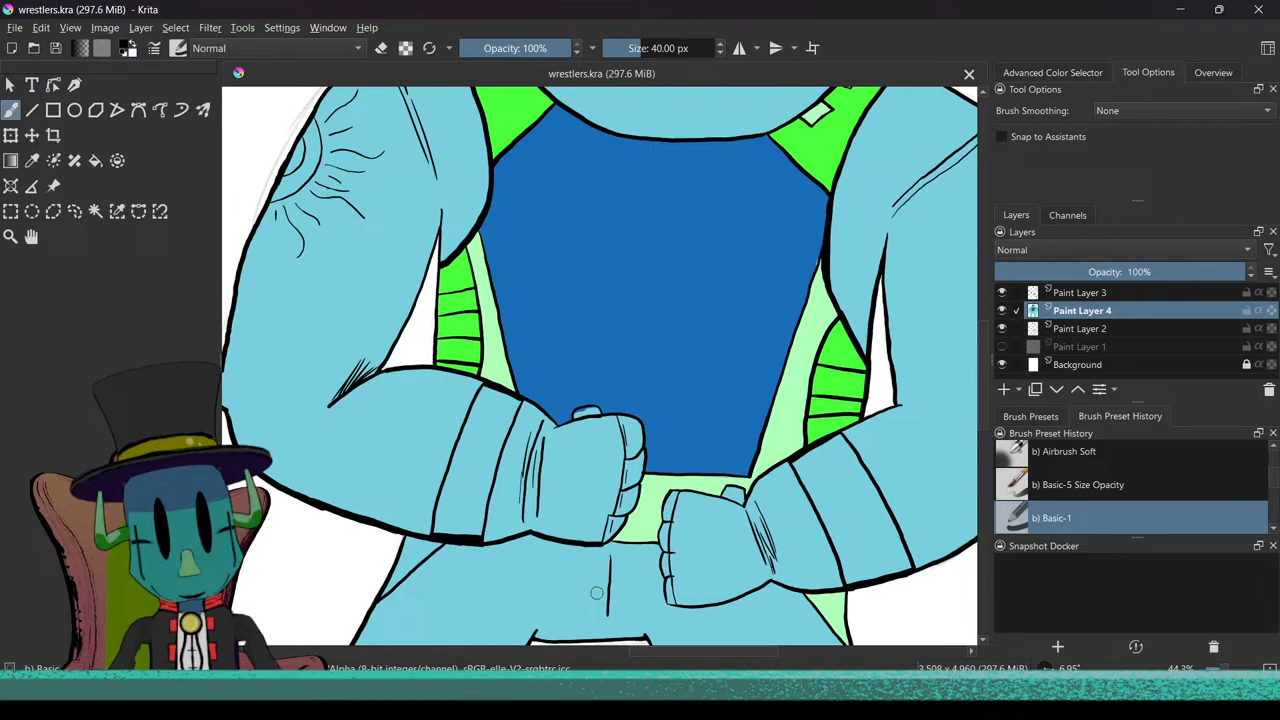 wrestlers.kra (297.6 MiB) - Krita
File Edit View Image Layer Select Filter Tools Settings Window Help
Normal
Opacity: 100%
Size: 40.00 px
wrestlers.kra (297.6 MiB)
Advanced Color Selector
Tool Options
Overview
Tool Options
Brush Smoothing: None
Snap to Assistants
Layers
Channels
Layers
Normal
Opacity: 100%
Paint Layer 3
Paint Layer 4
Paint Layer 2
Paint Layer 1
Background
Brush Presets
Brush Preset History
Brush Preset History
b) Airbrush Soft
b) Basic-5 Size Opacity
b) Basic-1
Snapshot Docker
6.95°
44.3%